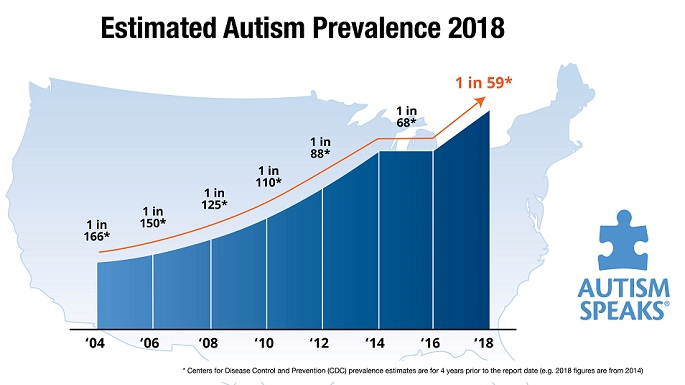 Estimated Autism Prevalence 2018
1 in 59*
1 in
68*
1 in
88*
1 in
110*
1 in
125*
1 in
150*
1 in
166*
AUTISM
SPEAKS®
‘04 ‘06 ‘08 ‘10 ‘12 ‘14 ‘16 ‘18
* Centers for Disease Control and Prevention (CDC) prevalence estimates are for 4 years prior to the report date (e.g. 2018 figures are from 2014)